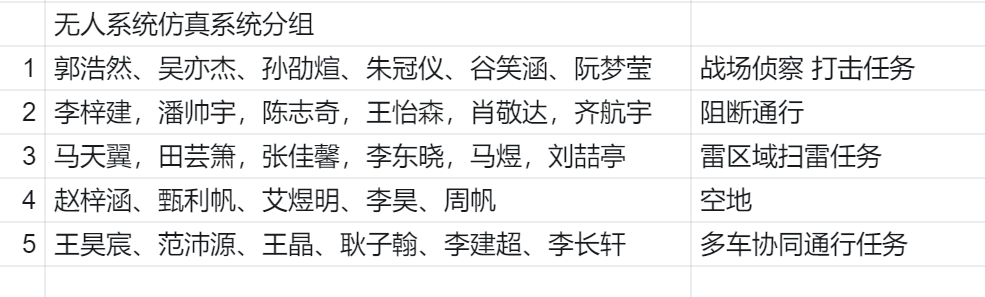 无人系统仿真系统分组
1 郭浩然、吴亦杰、孙劭煊、朱冠仪、谷笑涵、阮梦莹 战场侦察 打击任务
2 李梓建，潘帅宇，陈志奇，王怡森，肖敬达，齐航宇 阻断通行
3 马天翼，田芸箫，张佳馨，李东晓，马煜，刘喆亭 雷区域扫雷任务
4 赵梓涵、甄利帆、艾煜明、李昊、周帆 空地
5 王昊宸、范沛源、王晶、耿子翰、李建超、李长轩 多车协同通行任务